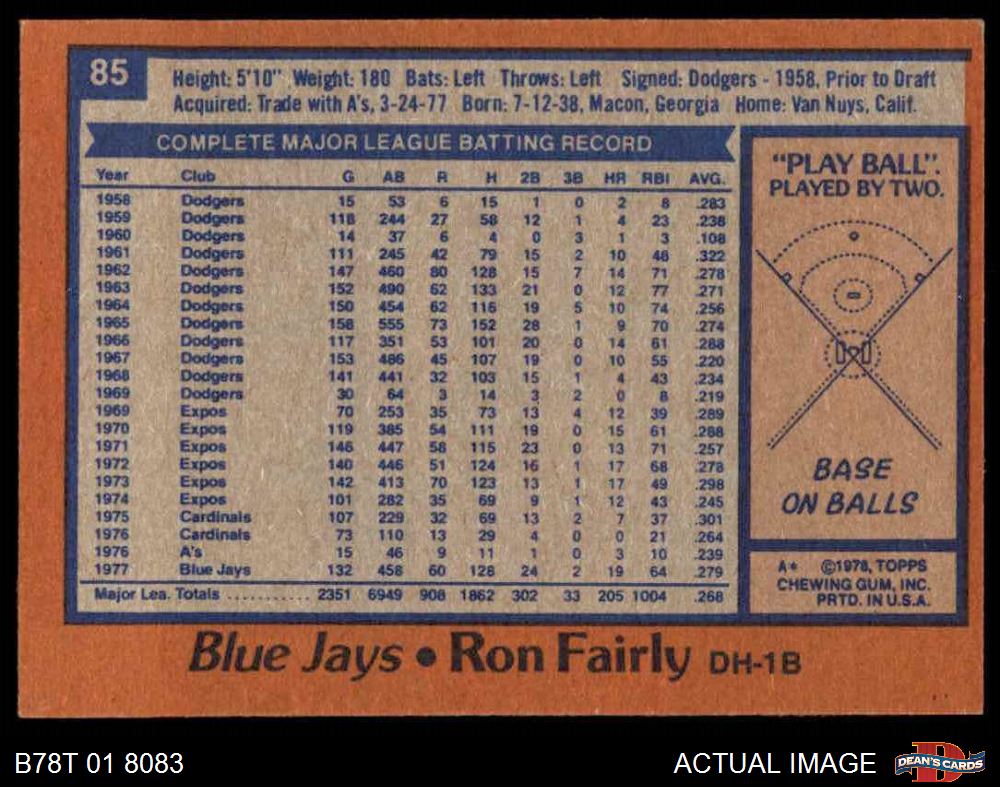 85
Height: 5'10" Weight: 180 Bats: Left Throws: Left Signed: Dodgers - 1958, Prior to Draft
Acquired: Trade with A's, 3-24-77 Born: 7-12-38, Macon, Georgia Home: Van Nuys, Calif.
COMPLETE MAJOR LEAGUE BATTING RECORD
Year Club G AB R H 2B 3B HR RBI AVG.
1958 Dodgers 15 53 6 15 1 0 2 8 .283
1959 Dodgers 118 244 27 58 12 1 4 23 .238
1960 Dodgers 14 37 6 4 0 3 1 3 .108
1961 Dodgers 111 245 42 79 15 2 10 48 .322
1962 Dodgers 147 460 80 128 15 7 14 71 .278
1963 Dodgers 152 490 62 133 21 0 12 77 .271
1964 Dodgers 150 454 62 116 19 5 10 74 .256
1965 Dodgers 158 555 73 152 28 1 9 70 .274
1966 Dodgers 117 351 53 101 20 0 14 61 .288
1967 Dodgers 153 486 45 107 19 0 10 55 .220
1968 Dodgers 141 441 32 103 15 1 4 43 .234
1969 Dodgers 30 64 3 14 3 2 0 8 .219
1969 Expos 70 253 35 73 13 4 12 39 .289
1970 Expos 119 385 54 111 19 0 15 61 .288
1971 Expos 146 447 58 115 23 0 13 71 .257
1972 Expos 140 446 51 124 16 1 17 68 .278
1973 Expos 142 413 70 123 13 1 17 49 .298
1974 Expos 101 282 35 69 9 1 12 43 .245
1975 Cardinals 107 229 32 69 13 2 7 37 .301
1976 Cardinals 73 110 13 29 4 0 0 21 .264
1976 A's 15 46 9 11 1 0 3 10 .239
1977 Blue Jays 132 458 60 128 24 2 19 64 .279
Major Lea. Totals ........... 2351 6949 908 1862 302 33 205 1004 .268
"PLAY BALL".
PLAYED BY TWO.
BASE
ON BALLS
A* ©1978, TOPPS
CHEWING GUM, INC.
PRTD. IN U.S.A.
Blue Jays • Ron Fairly DH-1B
B78T 01 8083
ACTUAL IMAGE
D
DEAN'S CARDS